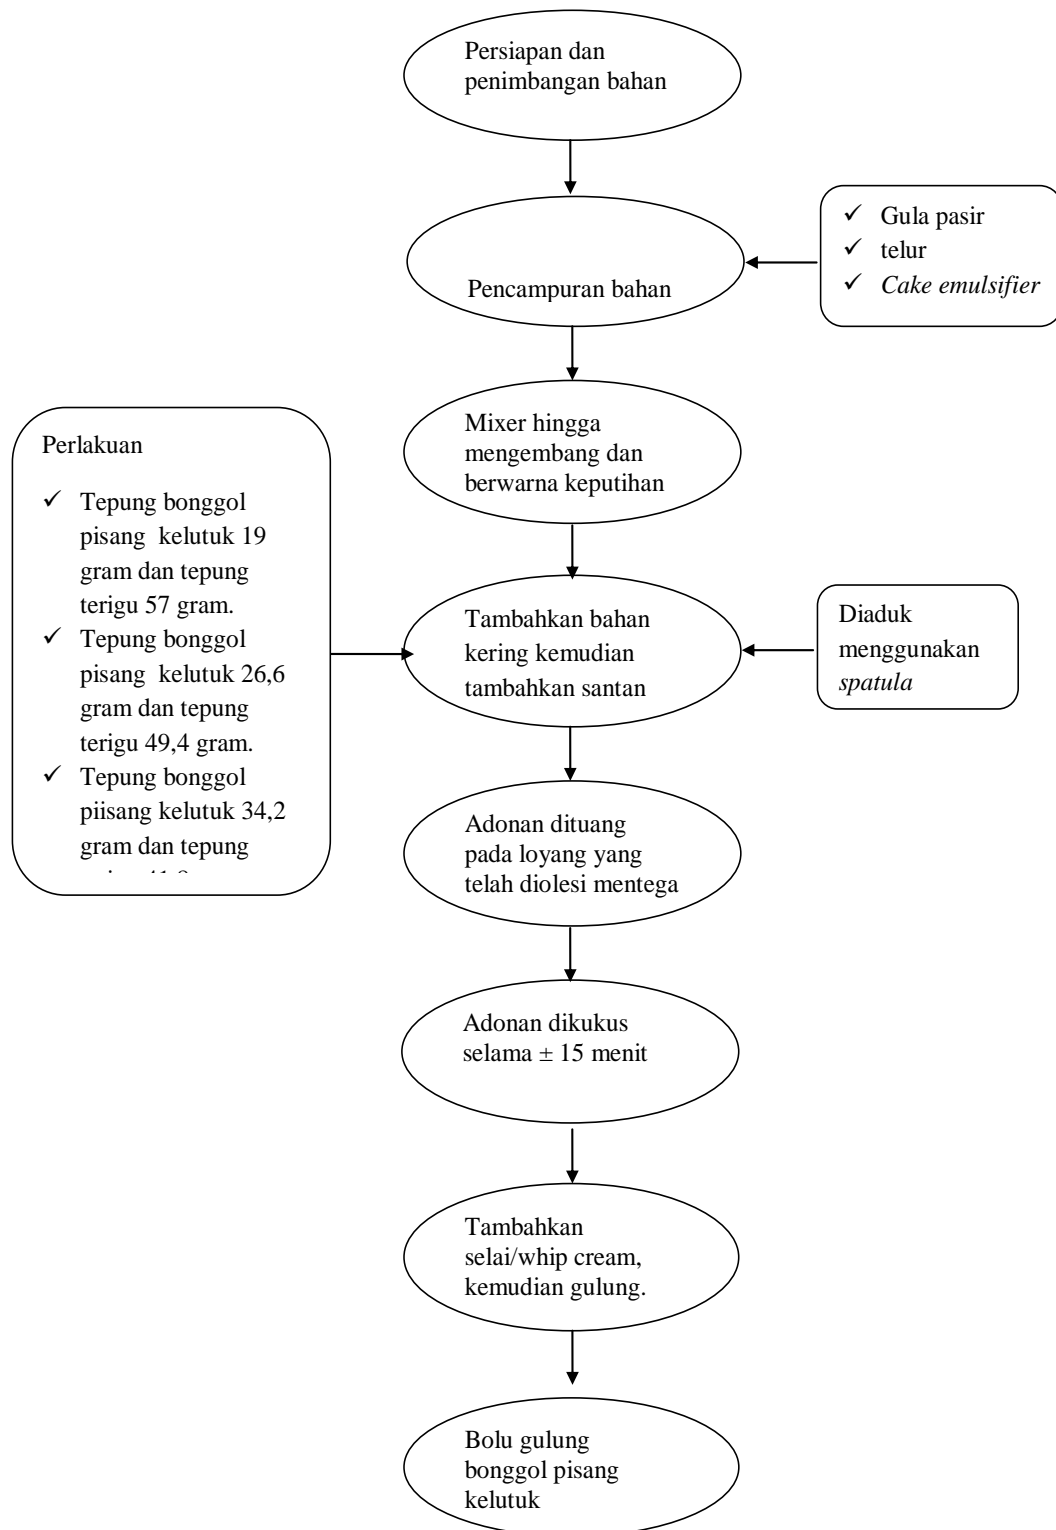 Persiapan dan
penimbangan bahan
Pencampuran bahan
✓ Gula pasir
✓ telur
✓ Cake emulsifier
Mixer hingga
mengembang dan
berwarna keputihan
Perlakuan
✓ Tepung bonggol
pisang kelutuk 19
gram dan tepung
terigu 57 gram.
✓ Tepung bonggol
pisang kelutuk 26,6
gram dan tepung
terigu 49,4 gram.
✓ Tepung bonggol
piisang kelutuk 34,2
gram dan tepung
Tambahkan bahan
kering kemudian
tambahkan santan
Diaduk
menggunakan
spatula
Adonan dituang
pada loyang yang
telah diolesi mentega
Adonan dikukus
selama ± 15 menit
Tambahkan
selai/whip cream,
kemudian gulung.
Bolu gulung
bonggol pisang
kelutuk